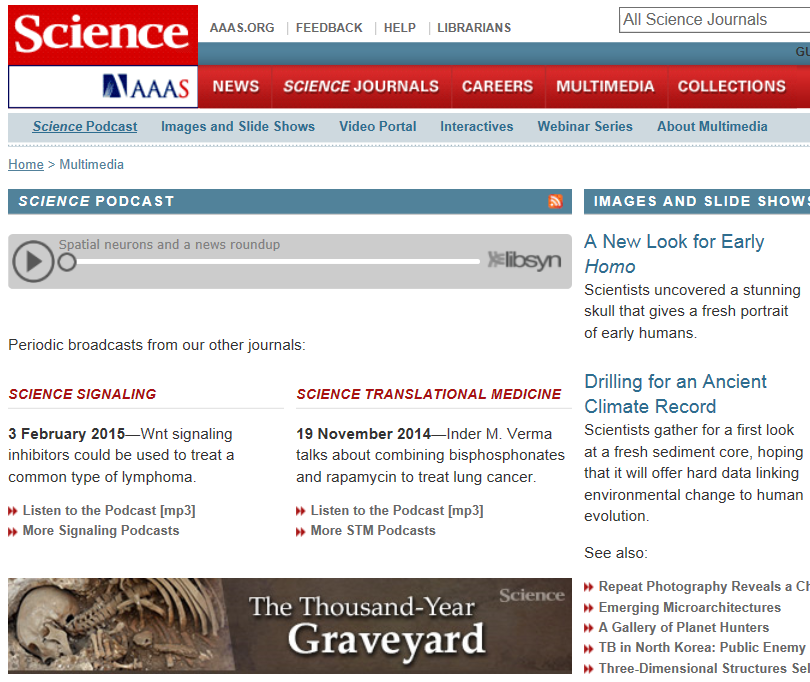 Science
AAAS.ORG
FEEDBACK
HELP
LIBRARIANS
All Science Journals
AAAS
NEWS
SCIENCE JOURNALS
CAREERS
MULTIMEDIA
COLLECTIONS
Science Podcast
Images and Slide Shows
Video Portal
Interactives
Webinar Series
About Multimedia
Home > Multimedia
SCIENCE PODCAST
Spatial neurons and a news roundup
libsyn
Periodic broadcasts from our other journals:
SCIENCE SIGNALING
3 February 2015—Wnt signaling
inhibitors could be used to treat a
common type of lymphoma.
Listen to the Podcast [mp3]
More Signaling Podcasts
SCIENCE TRANSLATIONAL MEDICINE
19 November 2014—Inder M. Verma
talks about combining bisphosphonates
and rapamycin to treat lung cancer.
Listen to the Podcast [mp3]
More STM Podcasts
The Thousand-Year
Graveyard
Science
IMAGES AND SLIDE SHOWS
A New Look for Early
Homo
Scientists uncovered a stunning
skull that gives a fresh portrait
of early humans.
Drilling for an Ancient
Climate Record
Scientists gather for a first look
at a fresh sediment core, hoping
that it will offer hard data linking
environmental change to human
evolution.
See also:
Repeat Photography Reveals a
Emerging Microarchitectures
A Gallery of Planet Hunters
TB in North Korea: Public Enemy
Three-Dimensional Structures